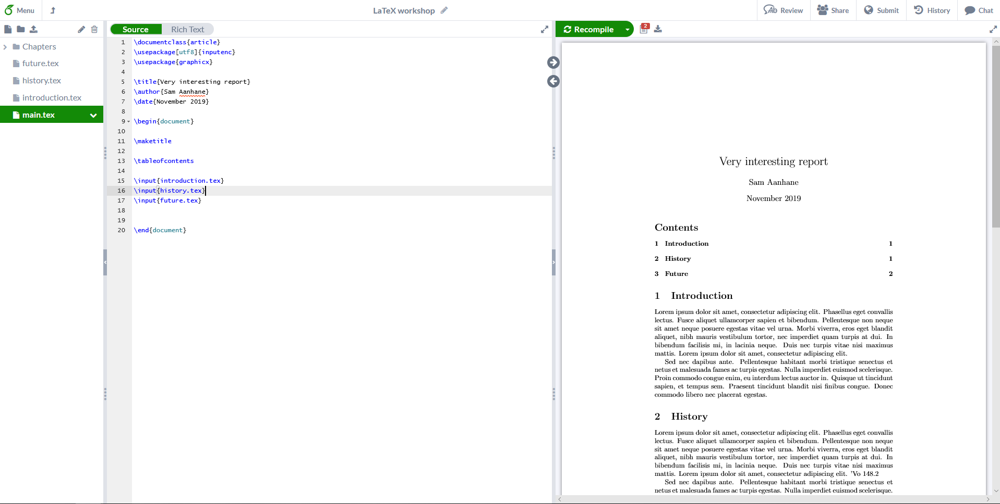 Menu
LaTeX workshop
Review
Share
Submit
History
Chat
Source
Rich Text
Recompile
2
Chapters
future.tex
history.tex
introduction.tex
main.tex
1 \documentclass{article}
2 \usepackage[utf8]{inputenc}
3 \usepackage{graphicx}
4
5 \title{Very interesting report}
6 \author{Sam Aanhane}
7 \date{November 2019}
8
9 \begin{document}
10
11 \maketitle
12
13 \tableofcontents
14
15 \input{introduction.tex}
16 \input{history.tex}
17 \input{future.tex}
18
19
20 \end{document}
Very interesting report
Sam Aanhane
November 2019
Contents
1 Introduction 1
2 History 1
3 Future 2
1 Introduction
Lorem ipsum dolor sit amet, consectetur adipiscing elit. Phasellus eget convallis
lectus. Fusce aliquet ullamcorper sapien et bibendum. Pellentesque non neque
sit amet neque posuere egestas vitae vel urna. Morbi viverra, eros eget blandit
aliquet, nibh mauris vestibulum tortor, nec imperdiet quam turpis at dui. In
bibendum facilisis mi, in lacinia neque. Duis nec turpis vitae nisi maximus
mattis. Lorem ipsum dolor sit amet, consectetur adipiscing elit.
Sed nec dapibus ante. Pellentesque habitant morbi tristique senectus et
netus et malesuada fames ac turpis egestas. Nulla imperdiet euismod scelerisque.
Proin commodo congue enim, eu interdum lectus auctor in. Quisque ut tincidunt
sapien, et tempus sem. Praesent tincidunt blandit nisi finibus congue. Donec
commodo libero nec placerat egestas.
2 History
Lorem ipsum dolor sit amet, consectetur adipiscing elit. Phasellus eget convallis
lectus. Fusce aliquet ullamcorper sapien et bibendum. Pellentesque non neque
sit amet neque posuere egestas vitae vel urna. Morbi viverra, eros eget blandit
aliquet, nibh mauris vestibulum tortor, nec imperdiet quam turpis at dui. In
bibendum facilisis mi, in lacinia neque. Duis nec turpis vitae nisi maximus
mattis. Lorem ipsum dolor sit amet, consectetur adipiscing elit. 'Vo 148.2
Sed nec dapibus ante. Pellentesque habitant morbi tristique senectus et
netus et malesuada fames ac turpis egestas. Nulla imperdiet euismod scelerisque.